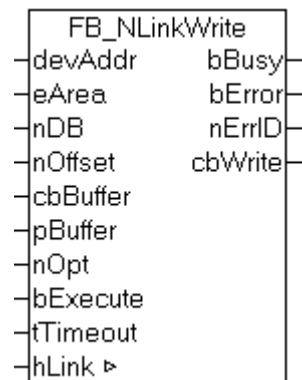 FB_NLinkWrite
devAddr bBusy
eArea bError
nDB nErrID
nOffset cbWrite
cbBuffer
pBuffer
nOpt
bExecute
tTimeout
hLink ▷